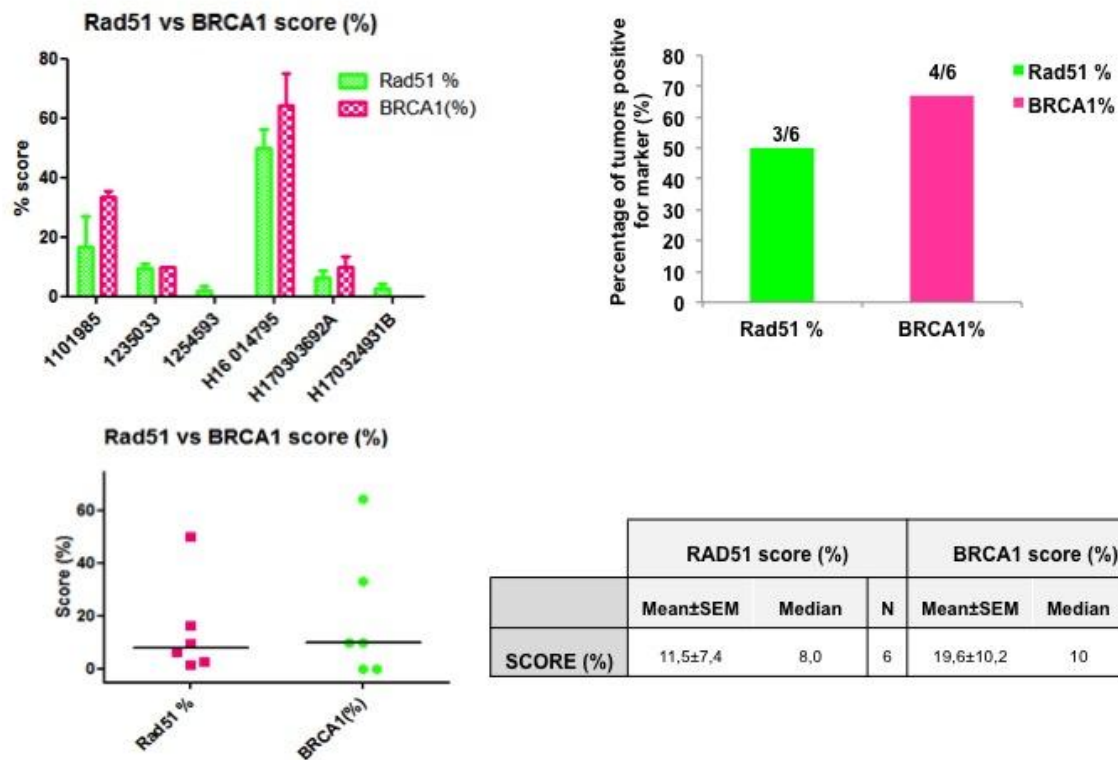 Rad51 vs BRCA1 score (%)
80
60
40
20
0
% score
Rad51 %
BRCA1(%)
1101985
1235033
1254593
H16 014795
H170303692A
H170324931B
Percentage of tumors positive
for marker (%)
80
70
60
50
40
30
20
10
0
3/6
4/6
Rad51 %
BRCA1%
Rad51 %
BRCA1%
Rad51 vs BRCA1 score (%)
Score (%)
60
40
20
0
Rad51 %
BRCA1(%)
RAD51 score (%) BRCA1 score (%)
Mean±SEM Median N Mean±SEM Median
SCORE (%) 11,5±7,4 8,0 6 19,6±10,2 10